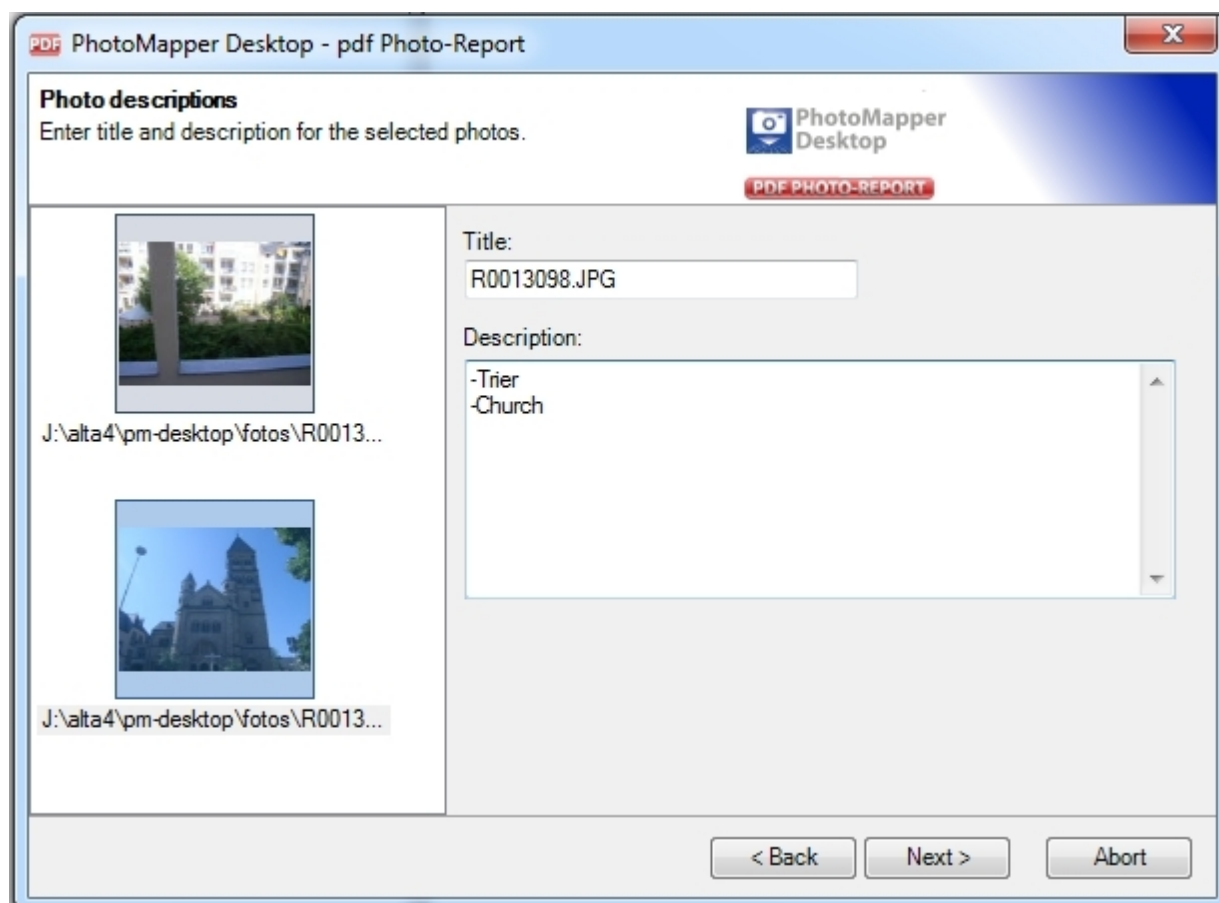 PDF PhotoMapper Desktop - pdf Photo-Report
Photo descriptions
Enter title and description for the selected photos.
PhotoMapper
Desktop
PDF PHOTO-REPORT
J:\alta4\pm-desktop\fotos\R0013...
J:\alta4\pm-desktop\fotos\R0013...
Title:
R0013098.JPG
Description:
-Trier
-Church
< Back
Next >
Abort